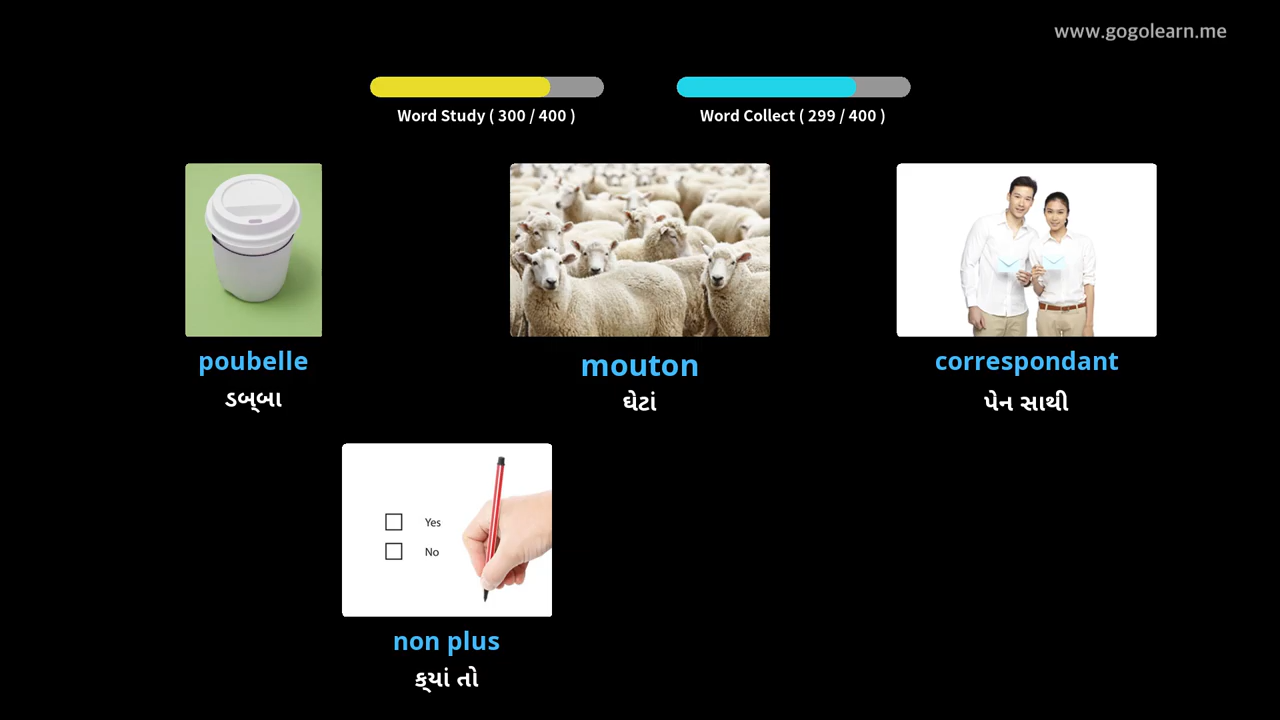 www.gogolearn.me
Word Study ( 300 / 400 )
Word Collect ( 299 / 400 )
poubelle
mouton
correspondant
ડબ્બા
ઘેટાં
પેન સાથી
Yes
No
non plus
ક્યાં તો